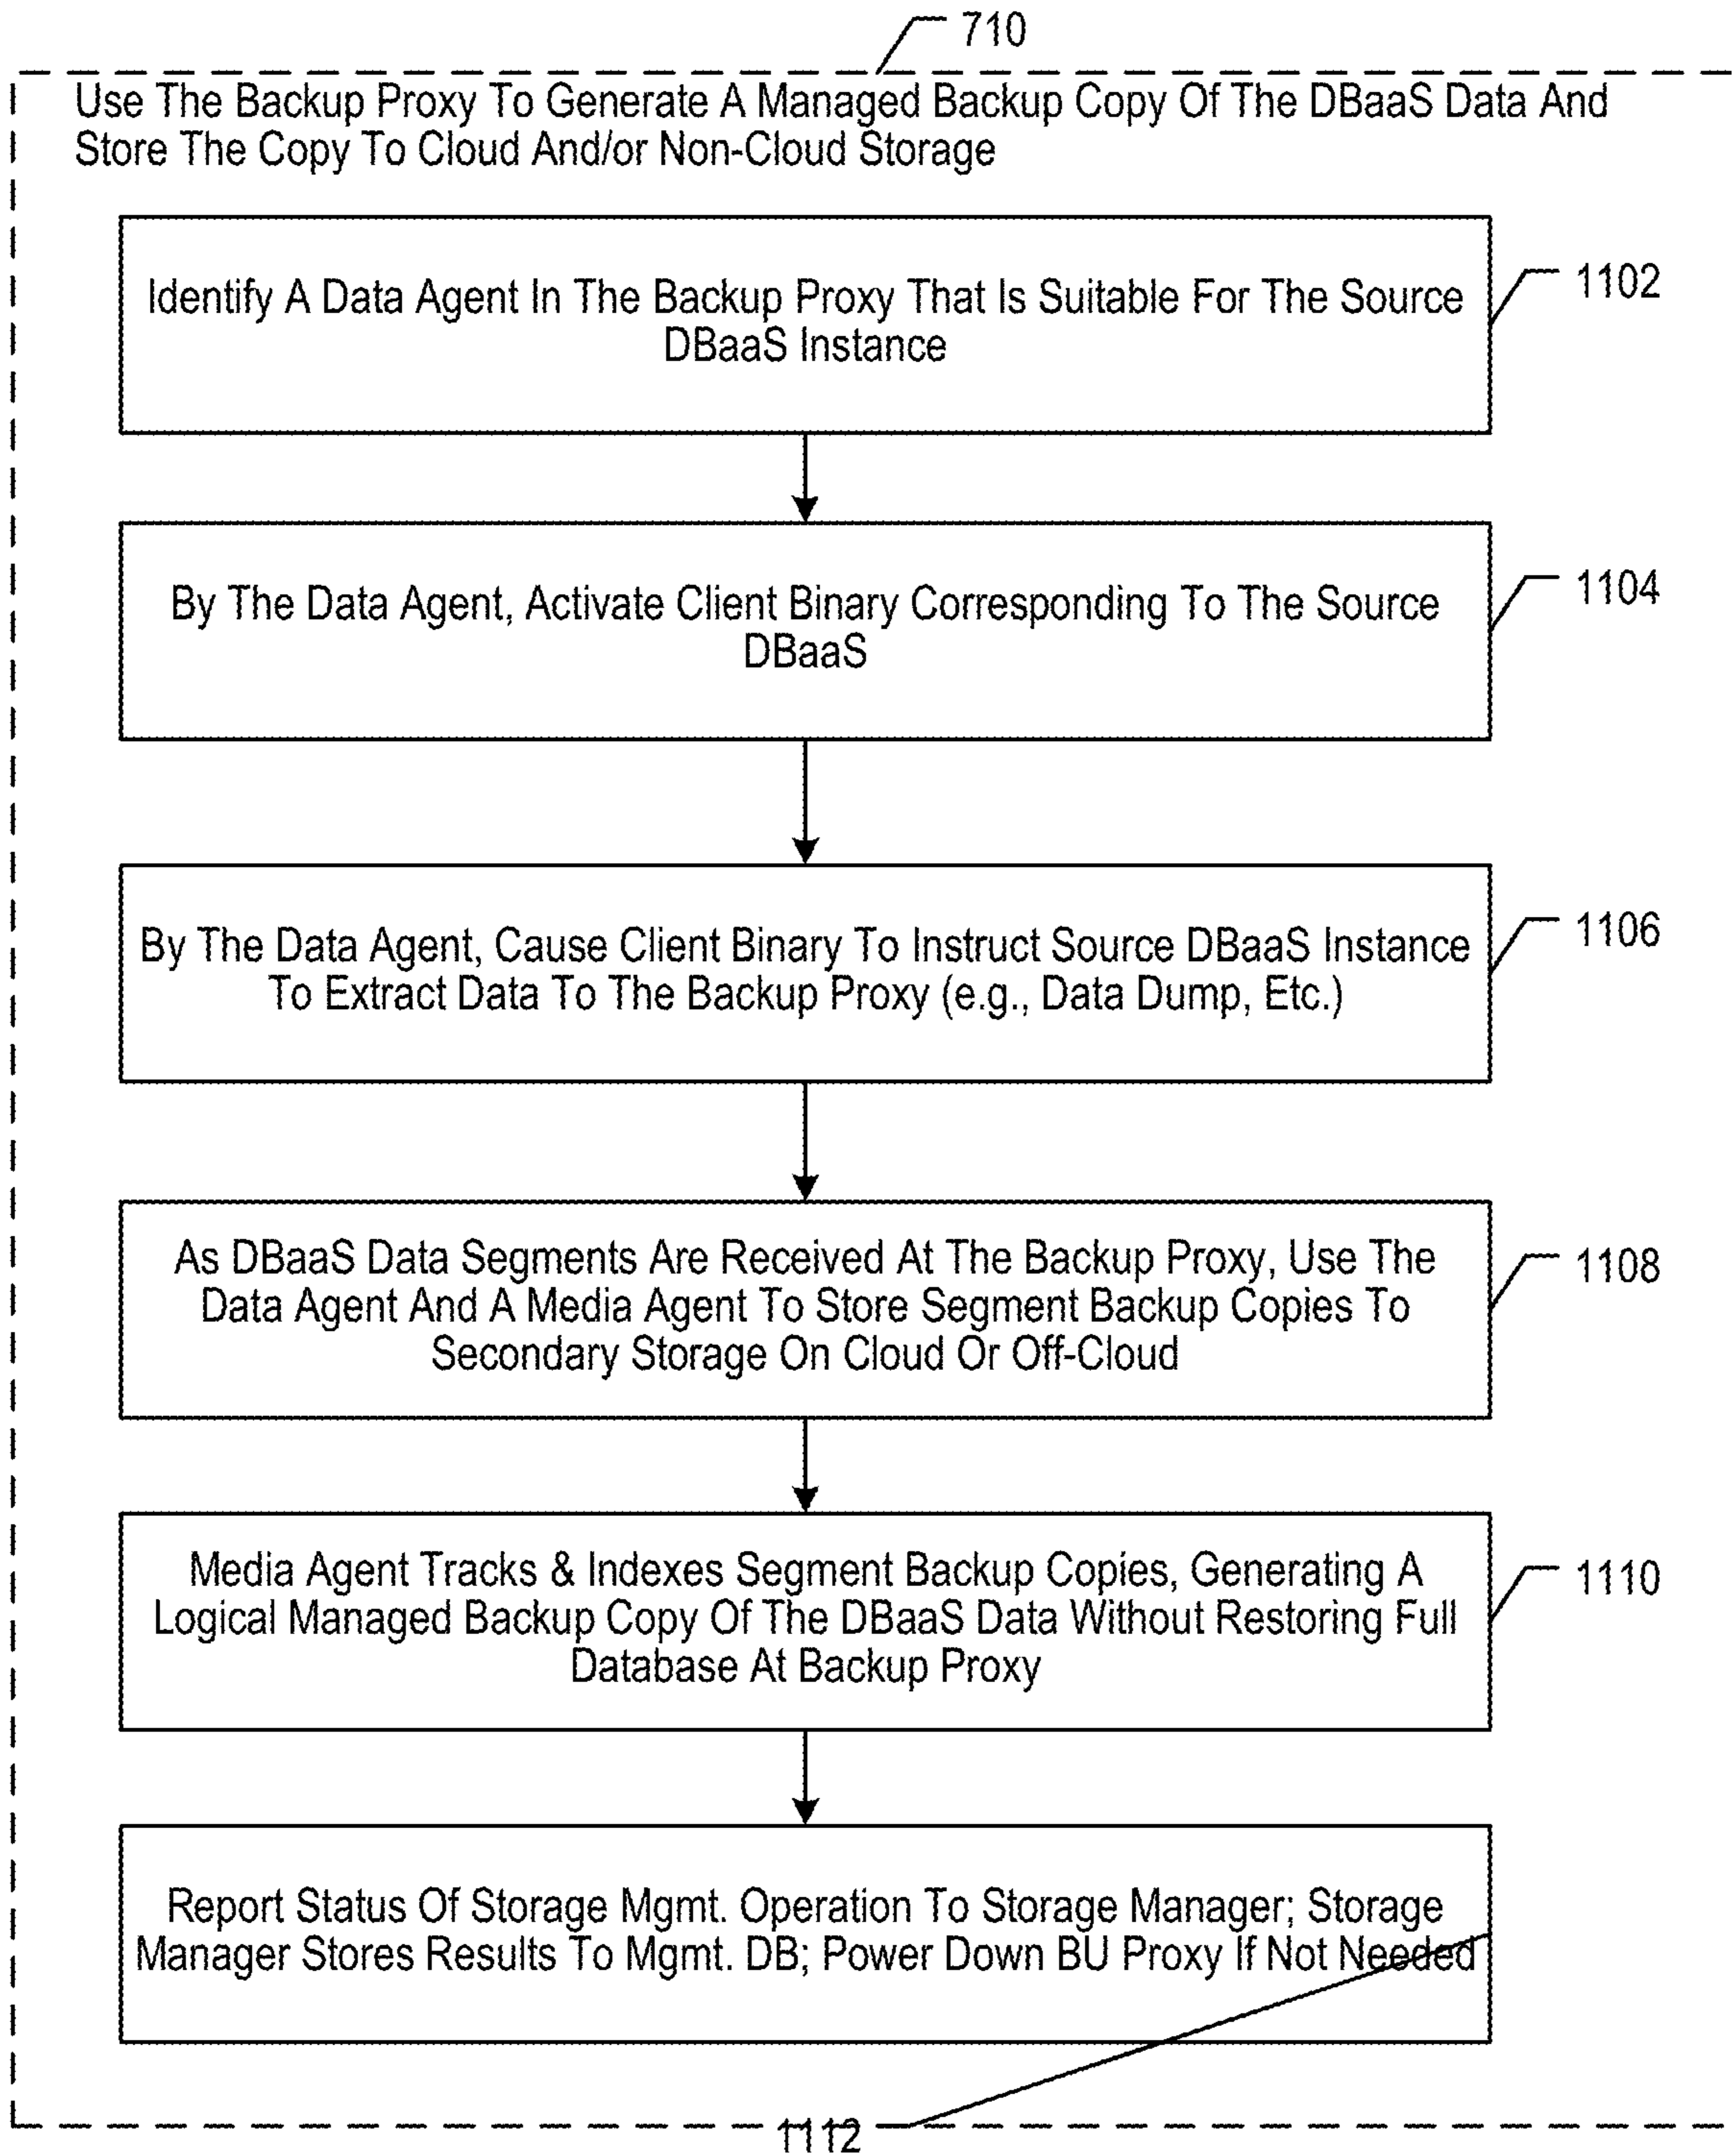 710
Use The Backup Proxy To Generate A Managed Backup Copy Of The DBaaS Data And
Store The Copy To Cloud And/or Non-Cloud Storage
Identify A Data Agent In The Backup Proxy That Is Suitable For The Source
DBaaS Instance
1102
By The Data Agent, Activate Client Binary Corresponding To The Source
DBaaS
1104
By The Data Agent, Cause Client Binary To Instruct Source DBaaS Instance
To Extract Data To The Backup Proxy (e.g., Data Dump, Etc.)
1106
As DBaaS Data Segments Are Received At The Backup Proxy, Use The
Data Agent And A Media Agent To Store Segment Backup Copies To
Secondary Storage On Cloud Or Off-Cloud
1108
Media Agent Tracks & Indexes Segment Backup Copies, Generating A
Logical Managed Backup Copy Of The DBaaS Data Without Restoring Full
Database At Backup Proxy
1110
Report Status Of Storage Mgmt. Operation To Storage Manager; Storage
Manager Stores Results To Mgmt. DB; Power Down BU Proxy If Not Needed
1112